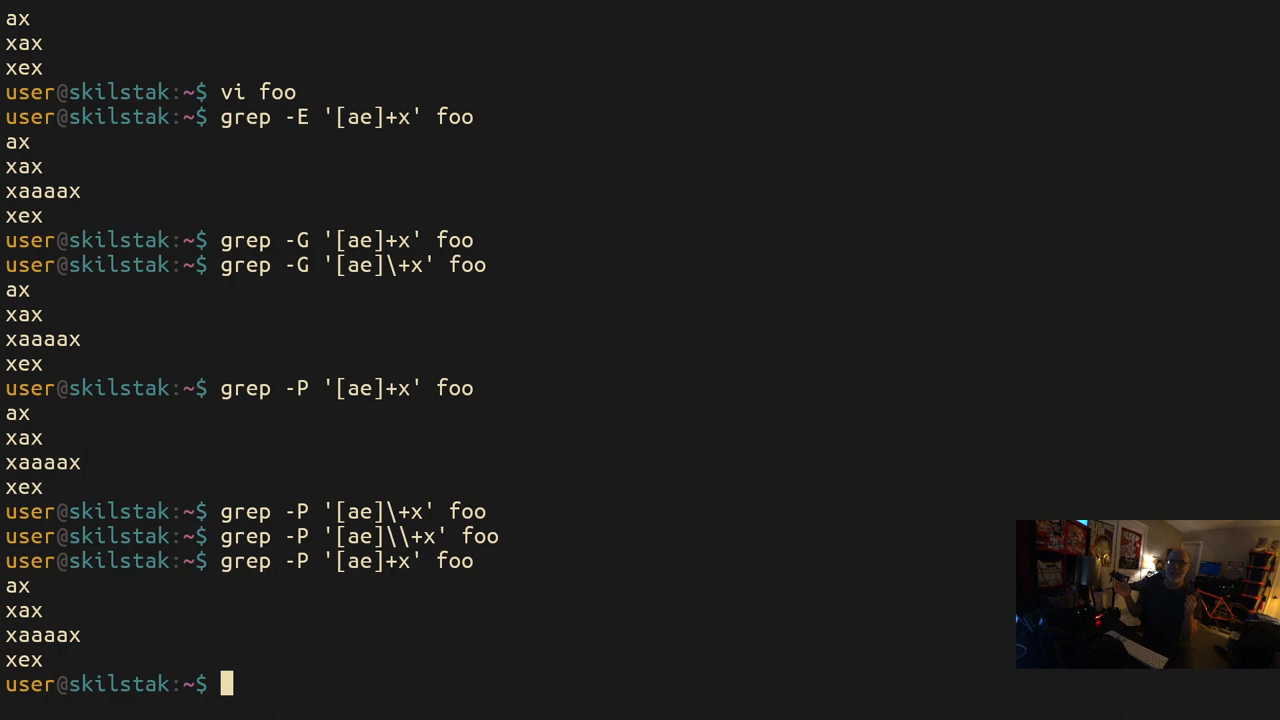 ax
xax
xex
user@skilstak:~$ vi foo
user@skilstak:~$ grep -E '[ae]+x' foo
ax
xax
xaaaax
xex
user@skilstak:~$ grep -G '[ae]+x' foo
user@skilstak:~$ grep -G '[ae]\+x' foo
ax
xax
xaaaax
xex
user@skilstak:~$ grep -P '[ae]+x' foo
ax
xax
xaaaax
xex
user@skilstak:~$ grep -P '[ae]\+x' foo
user@skilstak:~$ grep -P '[ae]\\+x' foo
user@skilstak:~$ grep -P '[ae]+x' foo
ax
xax
xaaaax
xex
user@skilstak:~$